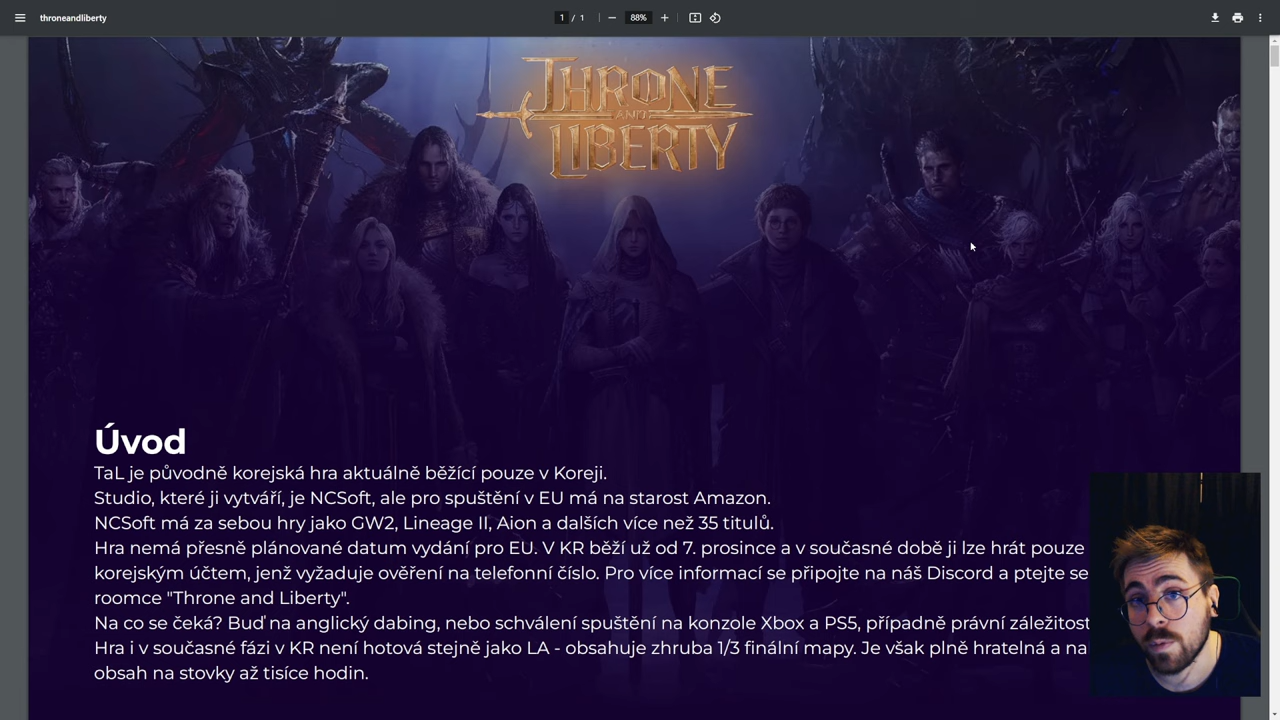 throneandliberty
1 / 1
88%
THRONE
AND
LIBERTY
Úvod
TaL je původně korejská hra aktuálně běžící pouze v Koreji.
Studio, které ji vytváří, je NCSoft, ale pro spuštění v EU má na starost Amazon.
NCSoft má za sebou hry jako GW2, Lineage II, Aion a dalších více než 35 titulů.
Hra nemá přesně plánované datum vydání pro EU. V KR běží už od 7. prosince a v současné době ji lze hrát pouze
korejským účtem, jenž vyžaduje ověření na telefonní číslo. Pro více informací se připojte na náš Discord a ptejte se
roomce "Throne and Liberty".
Na co se čeká? Buď na anglický dabing, nebo schválení spuštění na konzole Xbox a PS5, případně právní záležitost
Hra i v současné fázi v KR není hotová stejně jako LA - obsahuje zhruba 1/3 finální mapy. Je však plně hratelná a na
obsah na stovky až tisíce hodin.